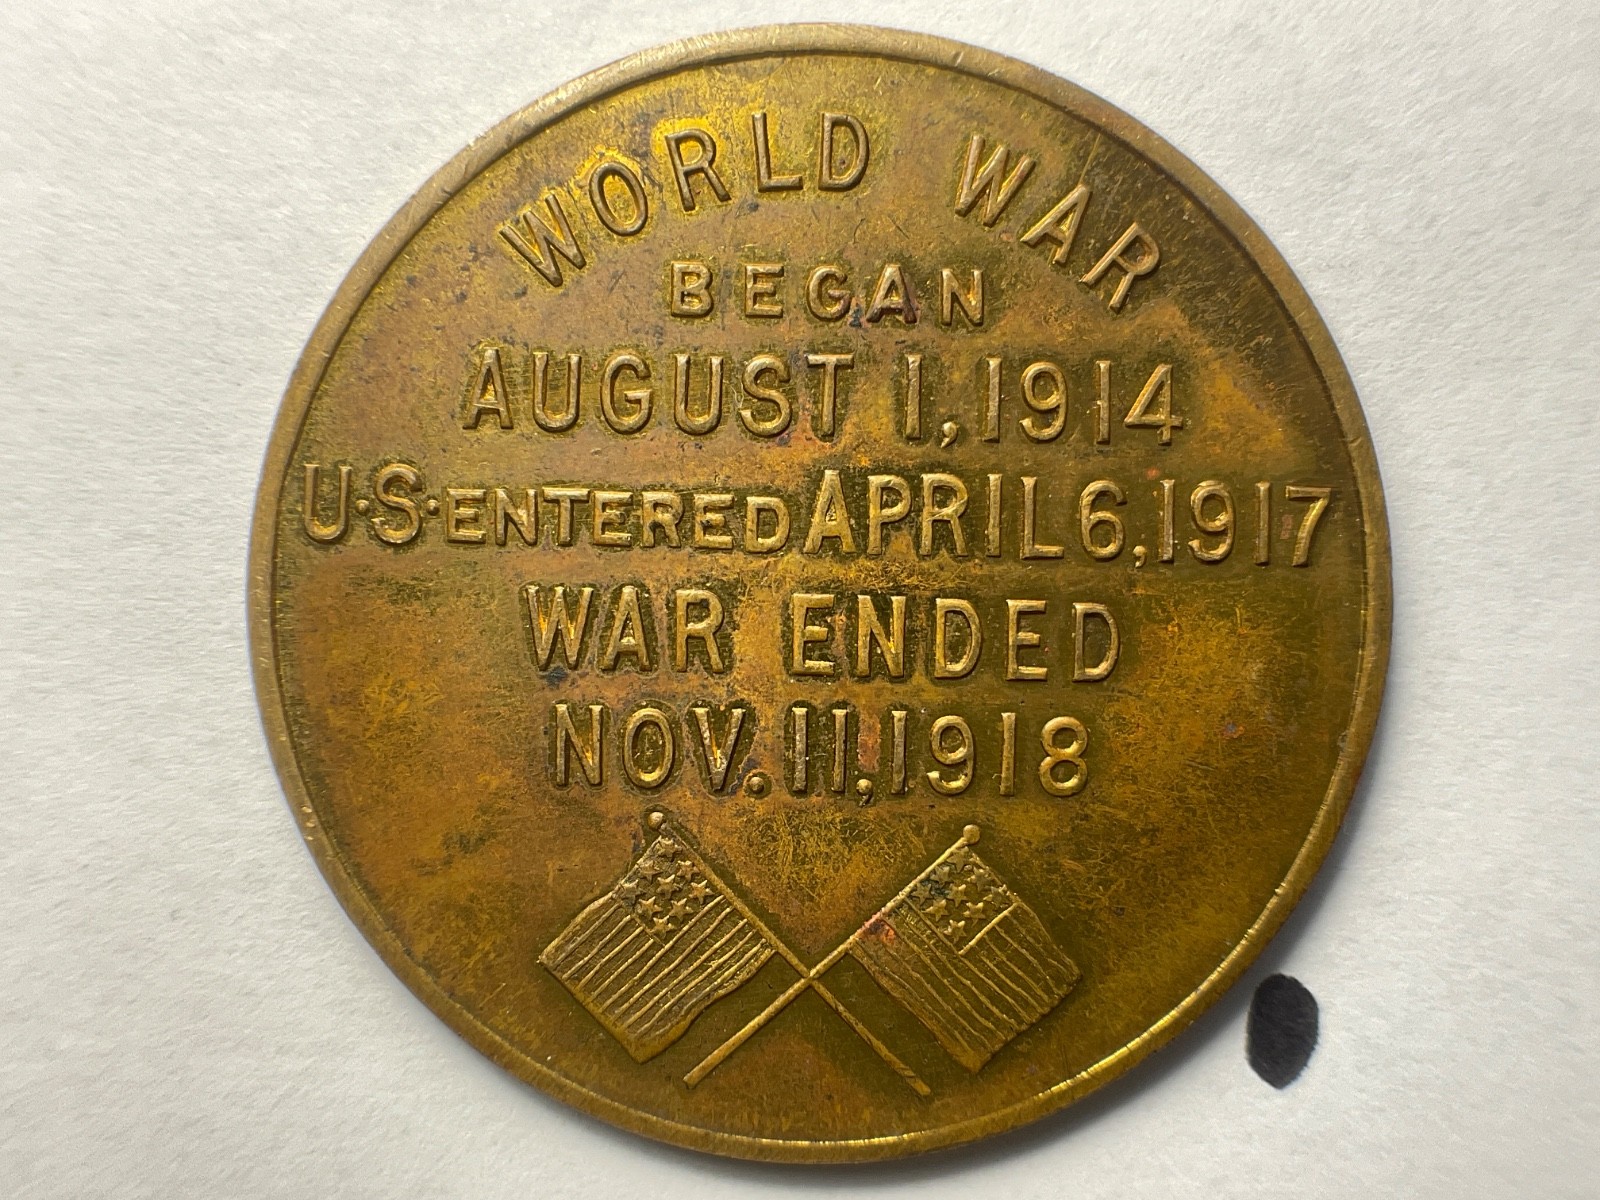 WORLD WAR
BEGAN
AUGUST 1, 1914
U·S· ENTERED APRIL 6, 1917
WAR ENDED
NOV. 11, 1918